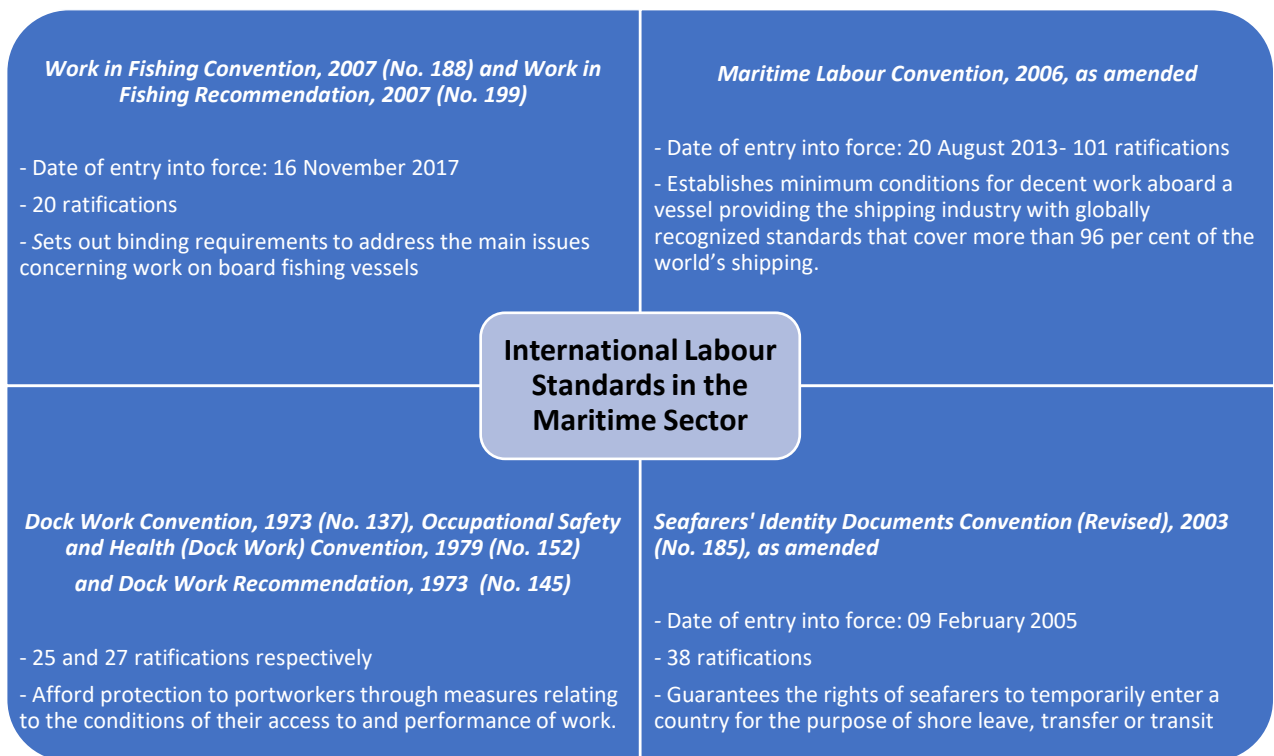 Work in Fishing Convention, 2007 (No. 188) and Work in
Fishing Recommendation, 2007 (No. 199)
- Date of entry into force: 16 November 2017
- 20 ratifications
- Sets out binding requirements to address the main issues
concerning work on board fishing vessels
Maritime Labour Convention, 2006, as amended
- Date of entry into force: 20 August 2013- 101 ratifications
- Establishes minimum conditions for decent work aboard a
vessel providing the shipping industry with globally
recognized standards that cover more than 96 per cent of the
world’s shipping.
International Labour
Standards in the
Maritime Sector
Dock Work Convention, 1973 (No. 137), Occupational Safety
and Health (Dock Work) Convention, 1979 (No. 152)
and Dock Work Recommendation, 1973 (No. 145)
- 25 and 27 ratifications respectively
- Afford protection to portworkers through measures relating
to the conditions of their access to and performance of work.
Seafarers' Identity Documents Convention (Revised), 2003
(No. 185), as amended
- Date of entry into force: 09 February 2005
- 38 ratifications
- Guarantees the rights of seafarers to temporarily enter a
country for the purpose of shore leave, transfer or transit